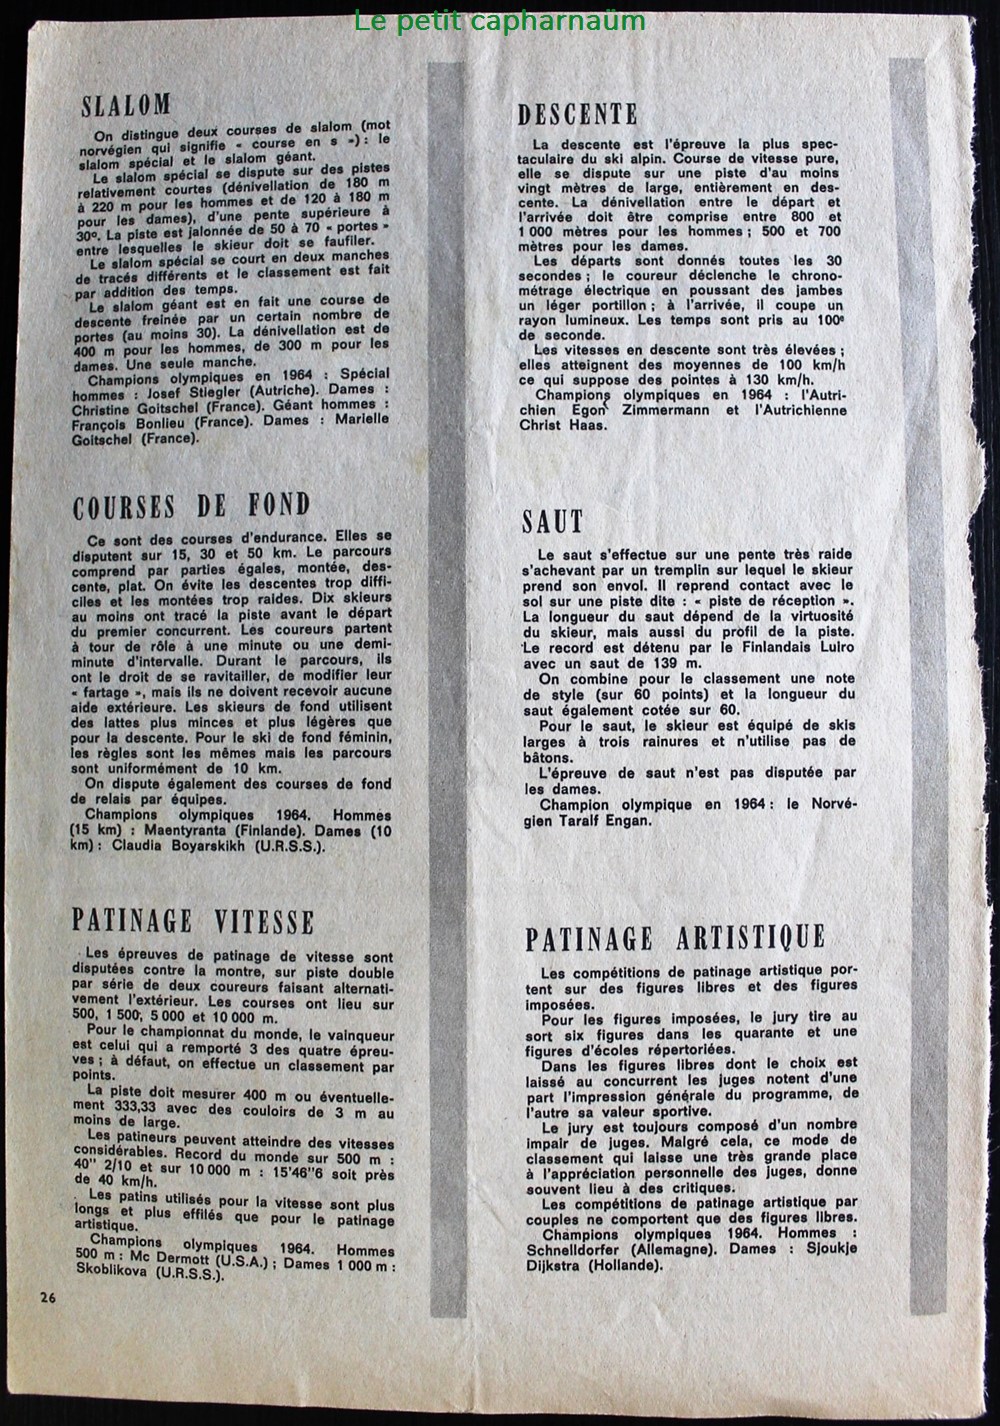 Le petit capharnaüm
SLALOM
On distingue deux courses de slalom (mot
norvégien qui signifie « course en s ») : le
slalom spécial et le slalom géant.
Le slalom spécial se dispute sur des pistes
relativement courtes (dénivellation de 180 m
à 220 m pour les hommes et de 120 à 180 m
pour les dames), d'une pente supérieure à
30°. La piste est jalonnée de 50 à 70 « portes »
entre lesquelles le skieur doit se faufiler.
Le slalom spécial se court en deux manches
de tracés différents et le classement est fait
par addition des temps.
Le slalom géant est en fait une course de
descente freinée par un certain nombre de
portes (au moins 30). La dénivellation est de
400 m pour les hommes, de 300 m pour les
dames. Une seule manche.
Champions olympiques en 1964 : Spécial
hommes : Josef Stiegler (Autriche). Dames :
Christine Goitschel (France). Géant hommes :
François Bonlieu (France). Dames : Marielle
Goitschel (France).
COURSES DE FOND
Ce sont des courses d'endurance. Elles se
disputent sur 15, 30 et 50 km. Le parcours
comprend par parties égales, montée, des-
cente, plat. On évite les descentes trop diffi-
ciles et les montées trop raides. Dix skieurs
au moins ont tracé la piste avant le départ
du premier concurrent. Les coureurs partent
à tour de rôle à une minute ou une demi-
minute d'intervalle. Durant le parcours, ils
ont le droit de se ravitailler, de modifier leur
« fartage », mais ils ne doivent recevoir aucune
aide extérieure. Les skieurs de fond utilisent
des lattes plus minces et plus légères que
pour la descente. Pour le ski de fond féminin,
les règles sont les mêmes mais les parcours
sont uniformément de 10 km.
On dispute également des courses de fond
de relais par équipes.
Champions olympiques 1964. Hommes
(15 km) : Maentyranta (Finlande). Dames (10
km) : Claudia Boyarskikh (U.R.S.S.).
PATINAGE VITESSE
Les épreuves de patinage de vitesse sont
disputées contre la montre, sur piste double
par série de deux coureurs faisant alternati-
vement l'extérieur. Les courses ont lieu sur
500, 1 500, 5 000 et 10 000 m.
Pour le championnat du monde, le vainqueur
est celui qui a remporté 3 des quatre épreu-
ves ; à défaut, on effectue un classement par
points.
La piste doit mesurer 400 m ou éventuelle-
ment 333,33 avec des couloirs de 3 m au
moins de large.
Les patineurs peuvent atteindre des vitesses
considérables. Record du monde sur 500 m :
40" 2/10 et sur 10 000 m : 15'46"6 soit près
de 40 km/h.
Les patins utilisés pour la vitesse sont plus
longs et plus effilés que pour le patinage
artistique.
Champions olympiques 1964. Hommes
500 m : Mc Dermott (U.S.A.) ; Dames 1 000 m :
Skoblikova (U.R.S.S.).
26
DESCENTE
La descente est l'épreuve la plus spec-
taculaire du ski alpin. Course de vitesse pure,
elle se dispute sur une piste d'au moins
vingt mètres de large, entièrement en des-
cente. La dénivellation entre le départ et
l'arrivée doit être comprise entre 800 et
1 000 mètres pour les hommes ; 500 et 700
mètres pour les dames.
Les départs sont donnés toutes les 30
secondes ; le coureur déclenche le chrono-
métrage électrique en poussant des jambes
un léger portillon ; à l'arrivée, il coupe un
rayon lumineux. Les temps sont pris au 100e
de seconde.
Les vitesses en descente sont très élevées ;
elles atteignent des moyennes de 100 km/h
ce qui suppose des pointes à 130 km/h.
Champions olympiques en 1964 : l'Autri-
chien Egon Zimmermann et l'Autrichienne
Christ Haas.
SAUT
Le saut s'effectue sur une pente très raide
s'achevant par un tremplin sur lequel le skieur
prend son envol. Il reprend contact avec le
sol sur une piste dite : « piste de réception ».
La longueur du saut dépend de la virtuosité
du skieur, mais aussi du profil de la piste.
Le record est détenu par le Finlandais Luiro
avec un saut de 139 m.
On combine pour le classement une note
de style (sur 60 points) et la longueur du
saut également cotée sur 60.
Pour le saut, le skieur est équipé de skis
larges à trois rainures et n'utilise pas de
bâtons.
L'épreuve de saut n'est pas disputée par
les dames.
Champion olympique en 1964 : le Norvé-
gien Taralf Engan.
PATINAGE ARTISTIQUE
Les compétitions de patinage artistique por-
tent sur des figures libres et des figures
imposées.
Pour les figures imposées, le jury tire au
sort six figures dans les quarante et une
figures d'écoles répertoriées.
Dans les figures libres dont le choix est
laissé au concurrent les juges notent d'une
part l'impression générale du programme, de
l'autre sa valeur sportive.
Le jury est toujours composé d'un nombre
impair de juges. Malgré cela, ce mode de
classement qui laisse une très grande place
à l'appréciation personnelle des juges, donne
souvent lieu à des critiques.
Les compétitions de patinage artistique par
couples ne comportent que des figures libres.
Champions olympiques 1964. Hommes :
Schnelldorfer (Allemagne). Dames : Sjoukje
Dijkstra (Hollande).